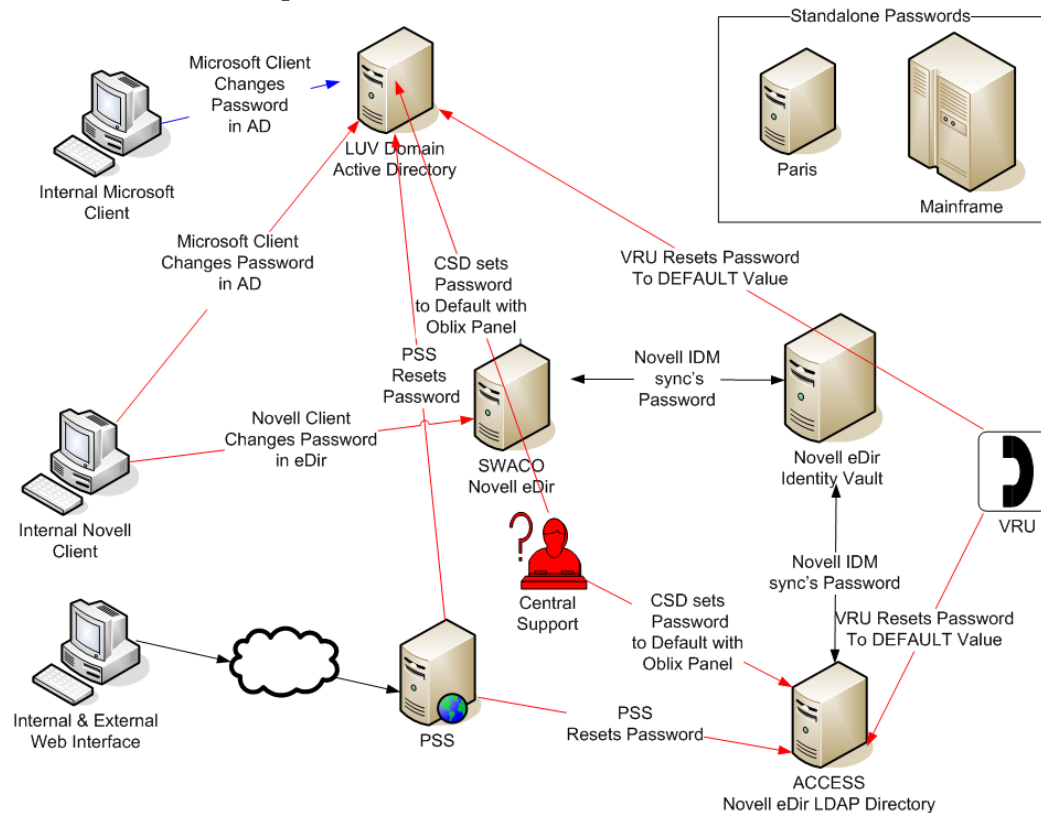 Standalone Passwords
Microsoft Client
Changes
Password
in AD
LUV Domain
Active Directory
Internal Microsoft
Client
Paris
Mainframe
Microsoft Client
Changes Password
in AD
CSD sets
Password
to Default with
Oblix Panel
VRU Resets Password
To DEFAULT Value
PSS
Resets
Password
Novell IDM
sync's
Password
Novell Client
Changes Password
in eDir
SWACO
Novell eDir
Novell eDir
Identity Vault
VRU
Internal Novell
Client
?
Central
Support
Novell IDM
sync's Password
CSD sets
Password
to Default with
Oblix Panel
VRU Resets Password
To DEFAULT Value
Internal & External
Web Interface
PSS
PSS
Resets Password
ACCESS
Novell eDir LDAP Directory